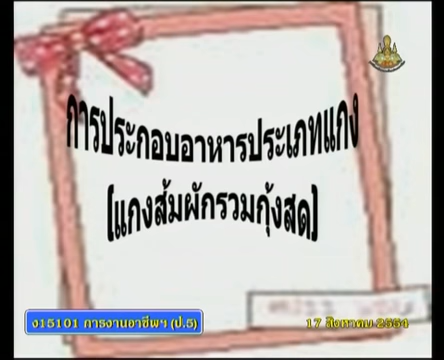 การประกอบอาหารประเภทแกง
(แกงส้มผักรวมกุ้งสด)
ง15101 การงานอาชีพฯ (ป.5)
17 สิงหาคม 2554